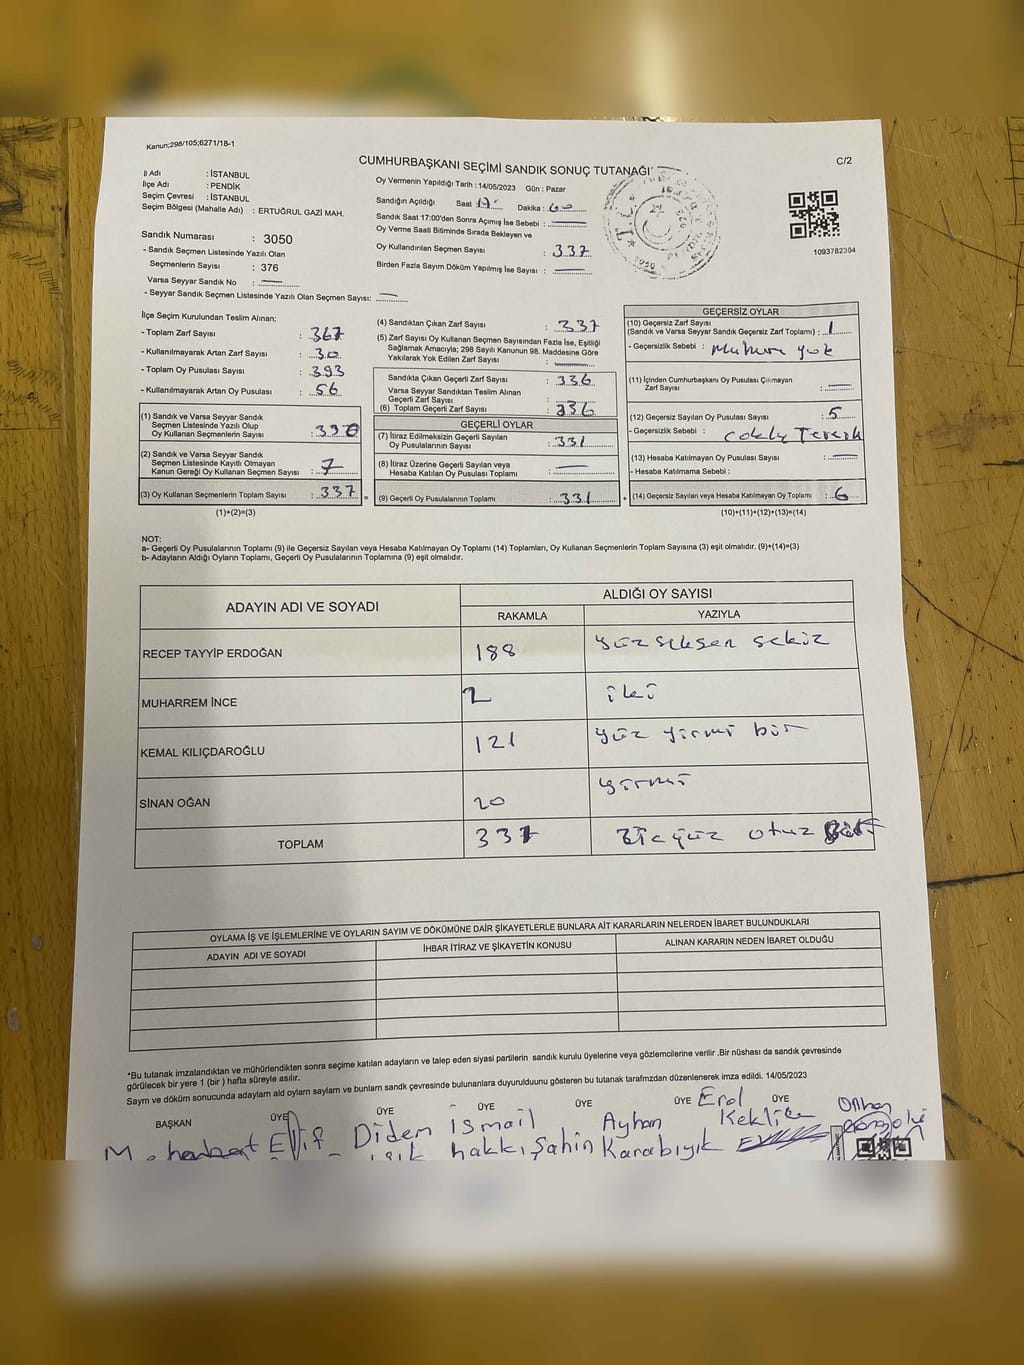 Kanun;298/105;6271/18-1
CUMHURBAŞKANI SEÇİMİ SANDIK SONUÇ TUTANAĞI
C/2
İl Adı : İSTANBUL
İlçe Adı : PENDİK
Seçim Çevresi : İSTANBUL
Seçim Bölgesi (Mahalle Adı) : ERTUĞRUL GAZİ MAH.
Sandık Numarası : 3050
- Sandık Seçmen Listesinde Yazılı Olan
Seçmenlerin Sayısı : 376
Varsa Seyyar Sandık No : —
- Seyyar Sandık Seçmen Listesinde Yazılı Olan Seçmen Sayısı: —
Oy Vermenin Yapıldığı Tarih : 14/05/2023 Gün : Pazar
Sandığın Açıldığı Saat 17 Dakika : 00
Sandık Saat 17:00'den Sonra Açımış İse Sebebi : —
Oy Verme Saati Bitiminde Sırada Bekleyen ve
Oy Kullandırılan Seçmen Sayısı : 337
Birden Fazla Sayım Döküm Yapılmış İse Sayısı : —
1093782384
İlçe Seçim Kurulundan Teslim Alınan;
- Toplam Zarf Sayısı : 367
- Kullanılmayarak Artan Zarf Sayısı : 30
- Toplam Oy Pusulası Sayısı : 393
- Kullanılmayarak Artan Oy Pusulası : 56
(1) Sandık ve Varsa Seyyar Sandık
Seçmen Listesinde Yazılı Olup
Oy Kullanan Seçmenlerin Sayısı : 330
(2) Sandık ve Varsa Seyyar Sandık
Seçmen Listesinde Kayıtlı Olmayan
Kanun Gereği Oy Kullanan Seçmen Sayısı : 7
(3) Oy Kullanan Seçmenlerin Toplam Sayısı : 337 =
(1)+(2)=(3)
(4) Sandıktan Çıkan Zarf Sayısı : 337
(5) Zarf Sayısı Oy Kullanan Seçmen Sayısından Fazla İse, Eşitliği
Sağlamak Amacıyla; 298 Sayılı Kanunun 98. Maddesine Göre
Yakılarak Yok Edilen Zarf Sayısı : —
Sandıkta Çıkan Geçerli Zarf Sayısı : 336
Varsa Seyyar Sandıktan Teslim Alınan
Geçerli Zarf Sayısı :
(6) Toplam Geçerli Zarf Sayısı : 336
GEÇERLİ OYLAR
(7) İtiraz Edilmeksizin Geçerli Sayılan
Oy Pusulalarının Sayısı : 331
(8) İtiraz Üzerine Geçerli Sayılan veya
Hesaba Katılan Oy Pusulası Sayısı : —
(9) Geçerli Oy Pusulalarının Toplamı : 331 +
GEÇERSİZ OYLAR
(10) Geçersiz Zarf Sayısı
(Sandık ve Varsa Seyyar Sandık Geçersiz Zarf Toplamı) : 1
- Geçersizlik Sebebi : Mühürü yok
(11) İçinden Cumhurbaşkanı Oy Pusulası Çıkmayan
Zarf Sayısı : —
(12) Geçersiz Sayılan Oy Pusulası Sayısı : 5
- Geçersizlik Sebebi :
(13) Hesaba Katılmayan Oy Pusulası Sayısı : —
- Hesaba Katılmama Sebebi :
(14) Geçersiz Sayılan veya Hesaba Katılmayan Oy Toplamı : 6
(10)+(11)+(12)+(13)=(14)
NOT:
a- Geçerli Oy Pusulalarının Toplamı (9) ile Geçersiz Sayılan veya Hesaba Katılmayan Oy Toplamı (14) Toplamları, Oy Kullanan Seçmenlerin Toplam Sayısına (3) eşit olmalıdır. (9)+(14)=(3)
b- Adayların Aldığı Oyların Toplamı, Geçerli Oy Pusulalarının Toplamına (9) eşit olmalıdır.
ADAYIN ADI VE SOYADI
ALDIĞI OY SAYISI
RAKAMLA YAZIYLA
RECEP TAYYİP ERDOĞAN 188 yüz seksen sekiz
MUHARREM İNCE 2 iki
KEMAL KILIÇDAROĞLU 121 yüz yirmi bir
SİNAN OĞAN 20 yirmi
TOPLAM 331 üçyüz otuz bir
OYLAMA İŞ VE İŞLEMLERİNE VE OYLARIN SAYIM VE DÖKÜMÜNE DAİR ŞİKAYETLERLE BUNLARA AİT KARARLARIN NELERDEN İBARET BULUNDUKLARI
ADAYIN ADI VE SOYADI
İHBAR İTİRAZ VE ŞİKAYETİN KONUSU
ALINAN KARARIN NEDEN İBARET OLDUĞU
*Bu tutanak imzalandıktan ve mühürlendikten sonra seçime katılan adayların ve talep eden siyasi partilerin sandık kurulu üyelerine veya gözlemcilerine verilir .Bir nüshası da sandık çevresinde
görülecek bir yere 1 (bir ) hafta süreyle asılır.
Sayım ve döküm sonucunda adayların aldı oyların sayların ve bunların sandık çevresinde bulunanlara duyurulduunu gösteren bu tutanak tarafmızdan düzenlenerek imza edildi. 14/05/2023
BAŞKAN ÜYE ÜYE ÜYE ÜYE ÜYE ÜYE
Elif
Didem
İsmail
hakkı Şahin
Ayhan
Karabıyık
Erol
Orhan